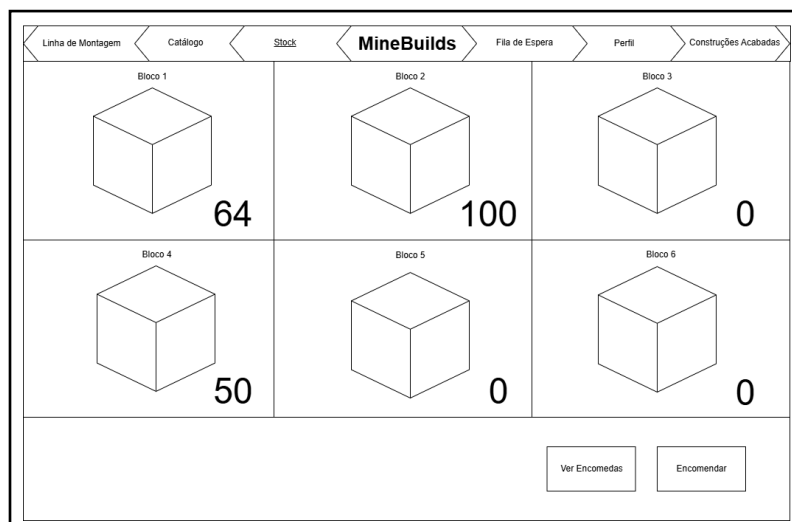 Linha de Montagem
Catálogo
Stock
MineBuilds
Fila de Espera
Perfil
Construções Acabadas
Bloco 1
Bloco 2
Bloco 3
64
100
0
Bloco 4
Bloco 5
Bloco 6
50
0
0
Ver Encomedas
Encomendar